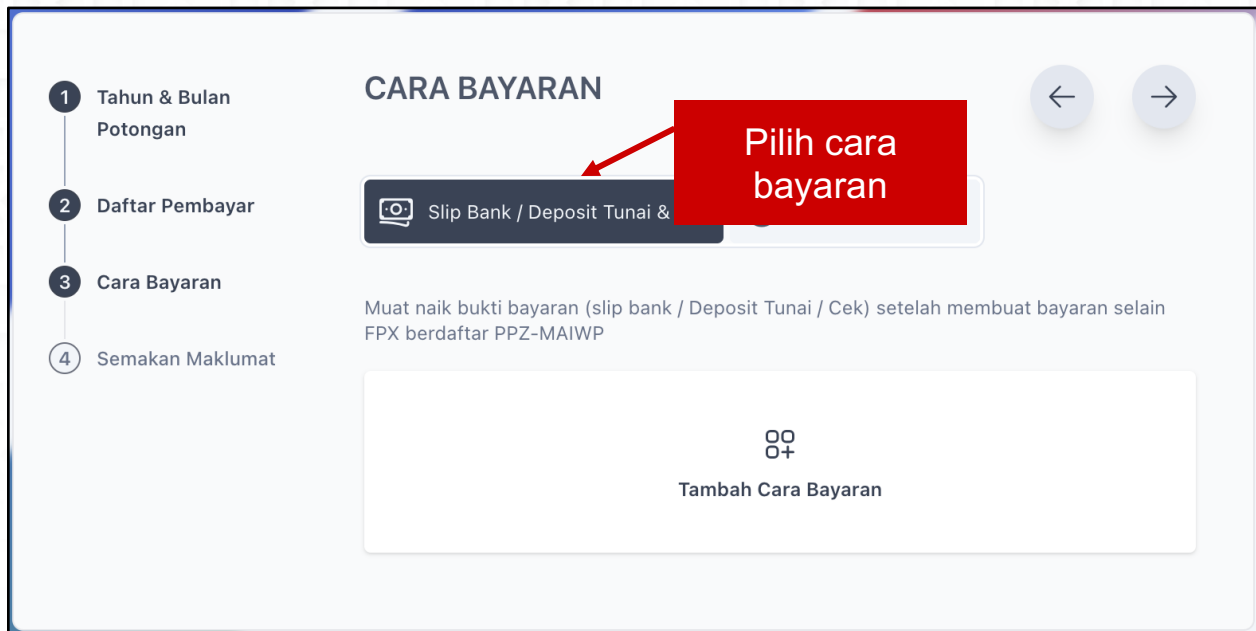 1
Tahun & Bulan
Potongan
2
Daftar Pembayar
3
Cara Bayaran
4
Semakan Maklumat
CARA BAYARAN
Pilih cara
bayaran
Slip Bank / Deposit Tunai &
Muat naik bukti bayaran (slip bank / Deposit Tunai / Cek) setelah membuat bayaran selain
FPX berdaftar PPZ-MAIWP
Tambah Cara Bayaran